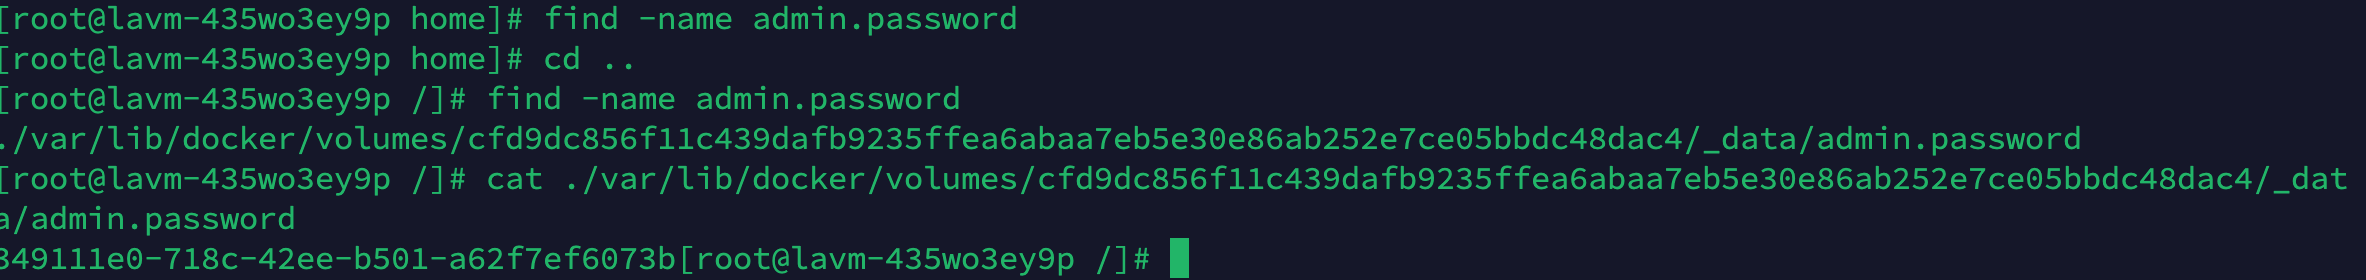 [root@lavm-435wo3ey9p home]# find -name admin.password
[root@lavm-435wo3ey9p home]# cd ..
[root@lavm-435wo3ey9p /]# find -name admin.password
./var/lib/docker/volumes/cfd9dc856f11c439dafb9235ffea6abaa7eb5e30e86ab252e7ce05bbdc48dac4/_data/admin.password
[root@lavm-435wo3ey9p /]# cat ./var/lib/docker/volumes/cfd9dc856f11c439dafb9235ffea6abaa7eb5e30e86ab252e7ce05bbdc48dac4/_dat
a/admin.password
349111e0-718c-42ee-b501-a62f7ef6073b[root@lavm-435wo3ey9p /]#